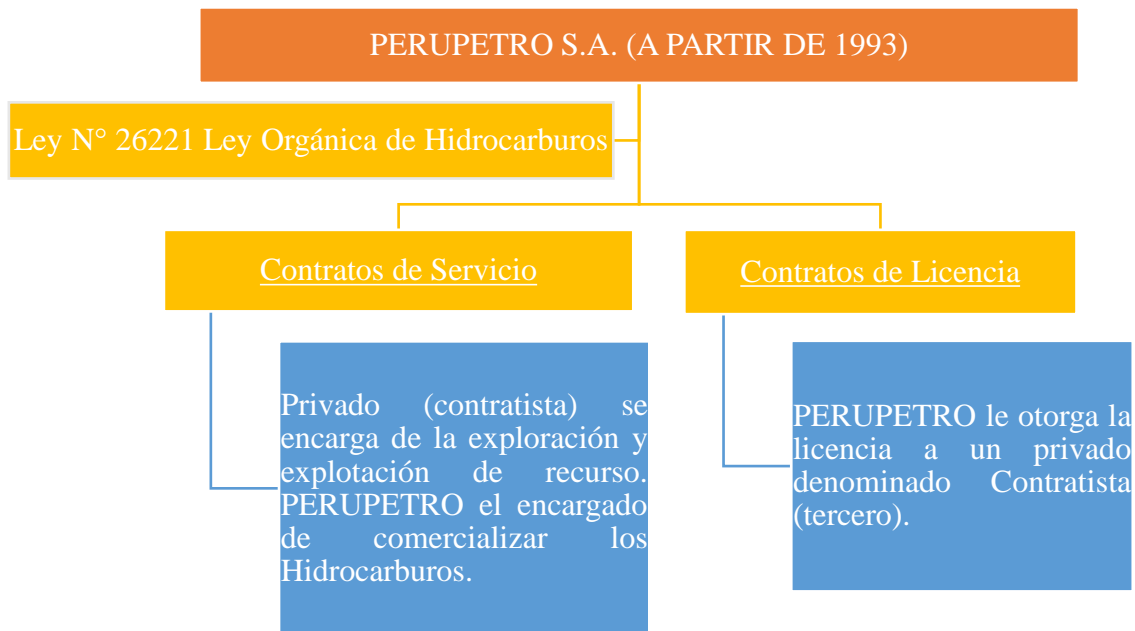 PERUPETRO S.A. (A PARTIR DE 1993)
Ley N° 26221 Ley Orgánica de Hidrocarburos
Contratos de Servicio
Privado (contratista) se
encarga de la exploración y
explotación de recurso.
PERUPETRO el encargado
de comercializar los
Hidrocarburos.
Contratos de Licencia
PERUPETRO le otorga la
licencia a un privado
denominado Contratista
(tercero).